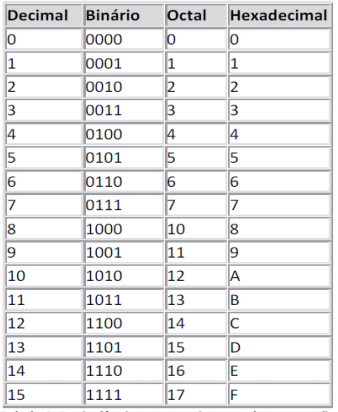 Decimal Binário Octal Hexadecimal
0 0000 0 0
1 0001 1 1
2 0010 2 2
3 0011 3 3
4 0100 4 4
5 0101 5 5
6 0110 6 6
7 0111 7 7
8 1000 10 8
9 1001 11 9
10 1010 12 A
11 1011 13 B
12 1100 14 C
13 1101 15 D
14 1110 16 E
15 1111 17 F